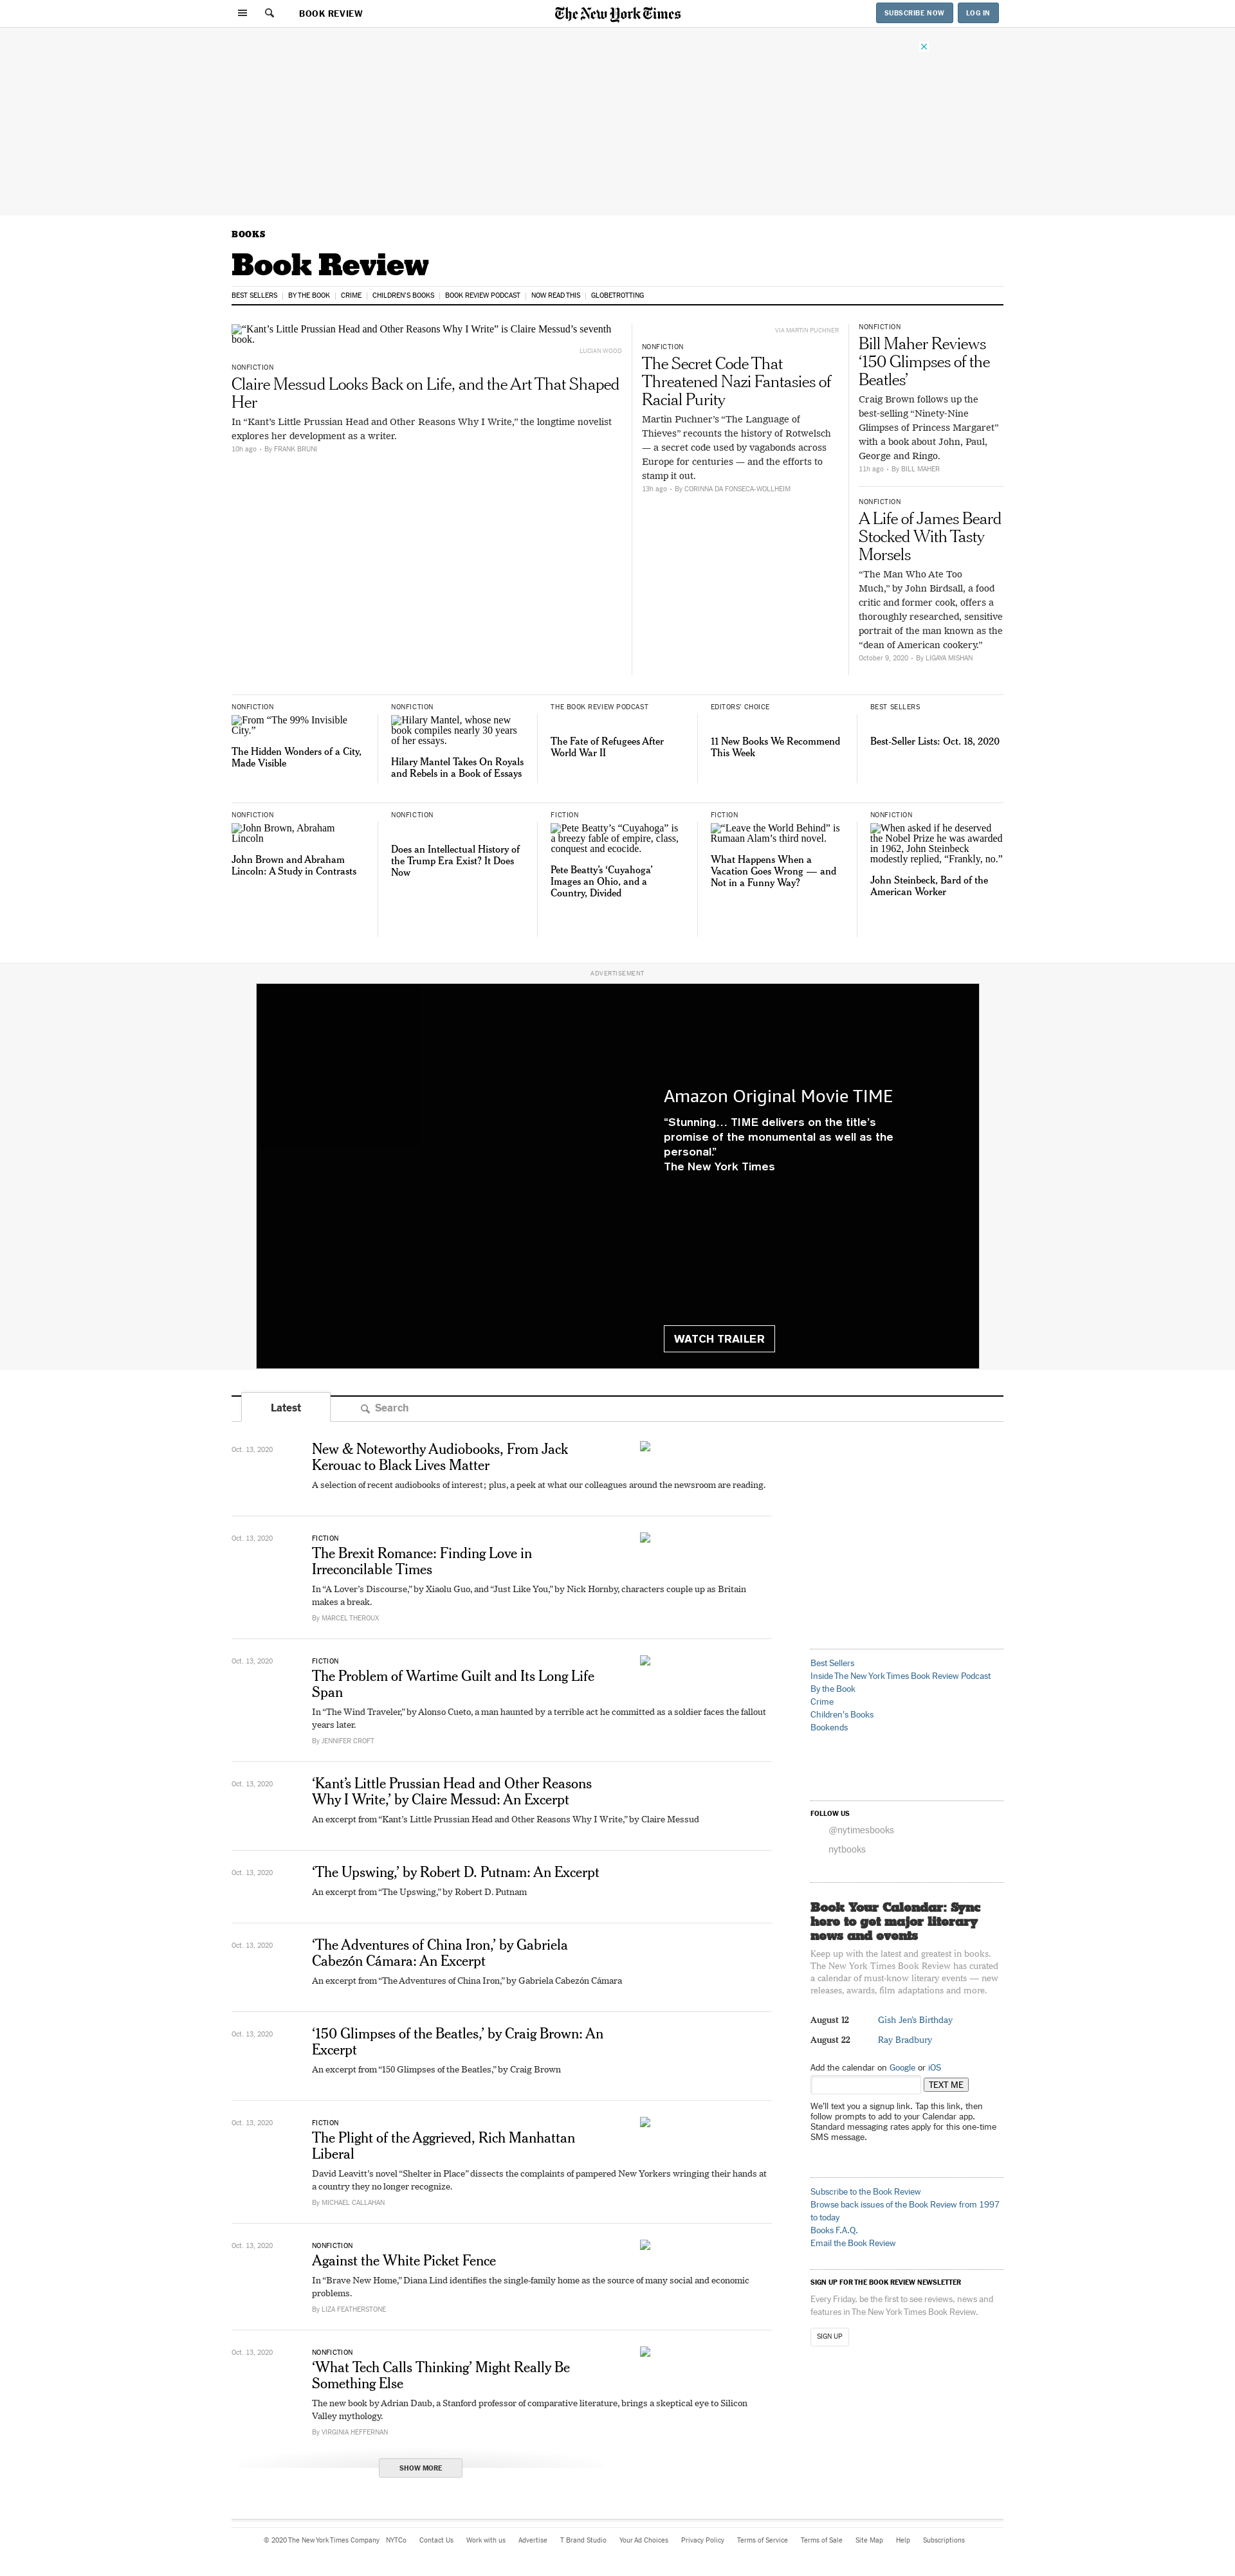 BOOK REVIEW
The New York Times
SUBSCRIBE NOW
LOG IN
BOOKS
Book Review
BEST SELLERS
BY THE BOOK
CRIME
CHILDREN'S BOOKS
BOOK REVIEW PODCAST
NOW READ THIS
GLOBETROTTING
“Kant’s Little Prussian Head and Other Reasons Why I Write” is Claire Messud’s seventh
book.
LUCIAN WOOD
NONFICTION
Claire Messud Looks Back on Life, and the Art That Shaped
Her
In “Kant’s Little Prussian Head and Other Reasons Why I Write,” the longtime novelist
explores her development as a writer.
10h ago - By FRANK BRUNI
VIA MARTIN PUCHNER
NONFICTION
The Secret Code That
Threatened Nazi Fantasies of
Racial Purity
Martin Puchner’s “The Language of
Thieves” recounts the history of Rotwelsch
— a secret code used by vagabonds across
Europe for centuries — and the efforts to
stamp it out.
13h ago - By CORINNA DA FONSECA-WOLLHEIM
NONFICTION
Bill Maher Reviews
‘150 Glimpses of the
Beatles’
Craig Brown follows up the
best-selling “Ninety-Nine
Glimpses of Princess Margaret”
with a book about John, Paul,
George and Ringo.
11h ago - By BILL MAHER
NONFICTION
A Life of James Beard
Stocked With Tasty
Morsels
“The Man Who Ate Too
Much,” by John Birdsall, a food
critic and former cook, offers a
thoroughly researched, sensitive
portrait of the man known as the
“dean of American cookery.”
October 9, 2020 - By LIGAYA MISHAN
NONFICTION
From “The 99% Invisible
City.”
The Hidden Wonders of a City,
Made Visible
NONFICTION
Hilary Mantel, whose new
book compiles nearly 30 years
of her essays.
Hilary Mantel Takes On Royals
and Rebels in a Book of Essays
THE BOOK REVIEW PODCAST
The Fate of Refugees After
World War II
EDITORS’ CHOICE
11 New Books We Recommend
This Week
BEST SELLERS
Best-Seller Lists: Oct. 18, 2020
NONFICTION
John Brown, Abraham
Lincoln
John Brown and Abraham
Lincoln: A Study in Contrasts
NONFICTION
Does an Intellectual History of
the Trump Era Exist? It Does
Now
FICTION
Pete Beatty’s “Cuyahoga” is
a breezy fable of empire, class,
conquest and ecocide.
Pete Beatty’s ‘Cuyahoga’
Images an Ohio, and a
Country, Divided
FICTION
“Leave the World Behind” is
Rumaan Alam’s third novel.
What Happens When a
Vacation Goes Wrong — and
Not in a Funny Way?
NONFICTION
When asked if he deserved
the Nobel Prize he was awarded
in 1962, John Steinbeck
modestly replied, “Frankly, no.”
John Steinbeck, Bard of the
American Worker
ADVERTISEMENT
Amazon Original Movie TIME
“Stunning… TIME delivers on the title’s
promise of the monumental as well as the
personal.”
The New York Times
WATCH TRAILER
Latest
Search
Oct. 13, 2020
New & Noteworthy Audiobooks, From Jack
Kerouac to Black Lives Matter
A selection of recent audiobooks of interest; plus, a peek at what our colleagues around the newsroom are reading.
Oct. 13, 2020
FICTION
The Brexit Romance: Finding Love in
Irreconcilable Times
In “A Lover’s Discourse,” by Xiaolu Guo, and “Just Like You,” by Nick Hornby, characters couple up as Britain
makes a break.
By MARCEL THEROUX
Oct. 13, 2020
FICTION
The Problem of Wartime Guilt and Its Long Life
Span
In “The Wind Traveler,” by Alonso Cueto, a man haunted by a terrible act he committed as a soldier faces the fallout
years later.
By JENNIFER CROFT
Oct. 13, 2020
‘Kant’s Little Prussian Head and Other Reasons
Why I Write,’ by Claire Messud: An Excerpt
An excerpt from “Kant’s Little Prussian Head and Other Reasons Why I Write,” by Claire Messud
Oct. 13, 2020
‘The Upswing,’ by Robert D. Putnam: An Excerpt
An excerpt from “The Upswing,” by Robert D. Putnam
Oct. 13, 2020
‘The Adventures of China Iron,’ by Gabriela
Cabezón Cámara: An Excerpt
An excerpt from “The Adventures of China Iron,” by Gabriela Cabezón Cámara
Oct. 13, 2020
‘150 Glimpses of the Beatles,’ by Craig Brown: An
Excerpt
An excerpt from “150 Glimpses of the Beatles,” by Craig Brown
Oct. 13, 2020
FICTION
The Plight of the Aggrieved, Rich Manhattan
Liberal
David Leavitt’s novel “Shelter in Place” dissects the complaints of pampered New Yorkers wringing their hands at
a country they no longer recognize.
By MICHAEL CALLAHAN
Oct. 13, 2020
NONFICTION
Against the White Picket Fence
In “Brave New Home,” Diana Lind identifies the single-family home as the source of many social and economic
problems.
By LIZA FEATHERSTONE
Oct. 13, 2020
NONFICTION
‘What Tech Calls Thinking’ Might Really Be
Something Else
The new book by Adrian Daub, a Stanford professor of comparative literature, brings a skeptical eye to Silicon
Valley mythology.
By VIRGINIA HEFFERNAN
SHOW MORE
Best Sellers
Inside The New York Times Book Review Podcast
By the Book
Crime
Children's Books
Bookends
FOLLOW US
@nytimesbooks
nytbooks
Book Your Calendar: Sync
here to get major literary
news and events
Keep up with the latest and greatest in books.
The New York Times Book Review has curated
a calendar of must-know literary events — new
releases, awards, film adaptations and more.
August 12 Gish Jen’s Birthday
August 22 Ray Bradbury
Add the calendar on Google or iOS
TEXT ME
We’ll text you a signup link. Tap this link, then
follow prompts to add to your Calendar app.
Standard messaging rates apply for this one-time
SMS message.
Subscribe to the Book Review
Browse back issues of the Book Review from 1997
to today
Books F.A.Q.
Email the Book Review
SIGN UP FOR THE BOOK REVIEW NEWSLETTER
Every Friday, be the first to see reviews, news and
features in The New York Times Book Review.
SIGN UP
© 2020 The New York Times Company
NYTCo
Contact Us
Work with us
Advertise
T Brand Studio
Your Ad Choices
Privacy Policy
Terms of Service
Terms of Sale
Site Map
Help
Subscriptions